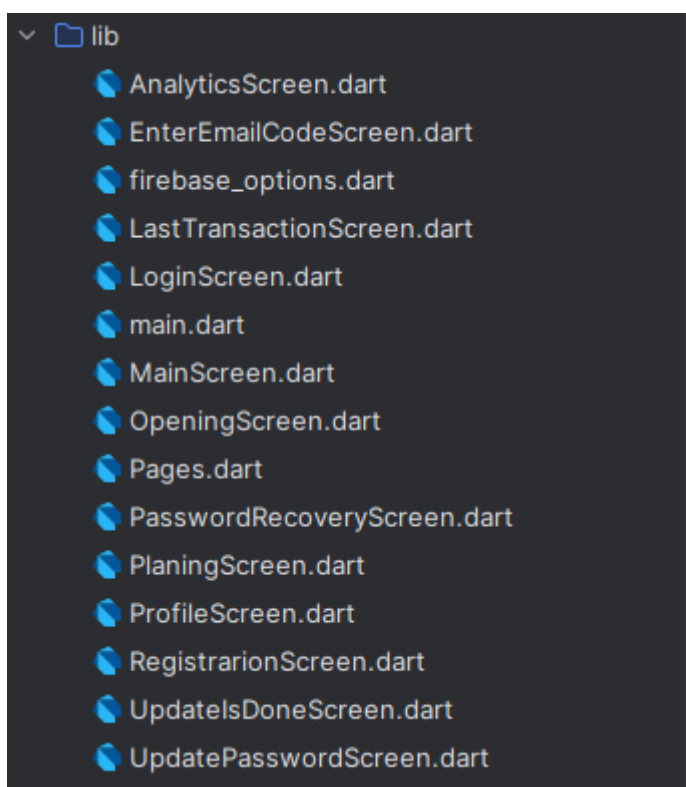 lib
AnalyticsScreen.dart
EnterEmailCodeScreen.dart
firebase_options.dart
LastTransactionScreen.dart
LoginScreen.dart
main.dart
MainScreen.dart
OpeningScreen.dart
Pages.dart
PasswordRecoveryScreen.dart
PlaningScreen.dart
ProfileScreen.dart
RegistrarionScreen.dart
UpdateIsDoneScreen.dart
UpdatePasswordScreen.dart